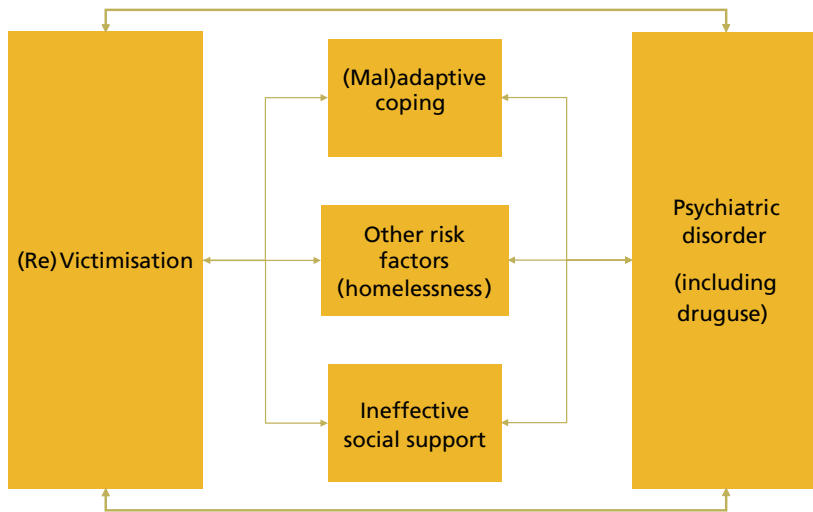 (Re) Victimisation
(Mal)adaptive
coping
Other risk
factors
(homelessness)
Ineffective
social support
Psychiatric
disorder
(including
druguse)